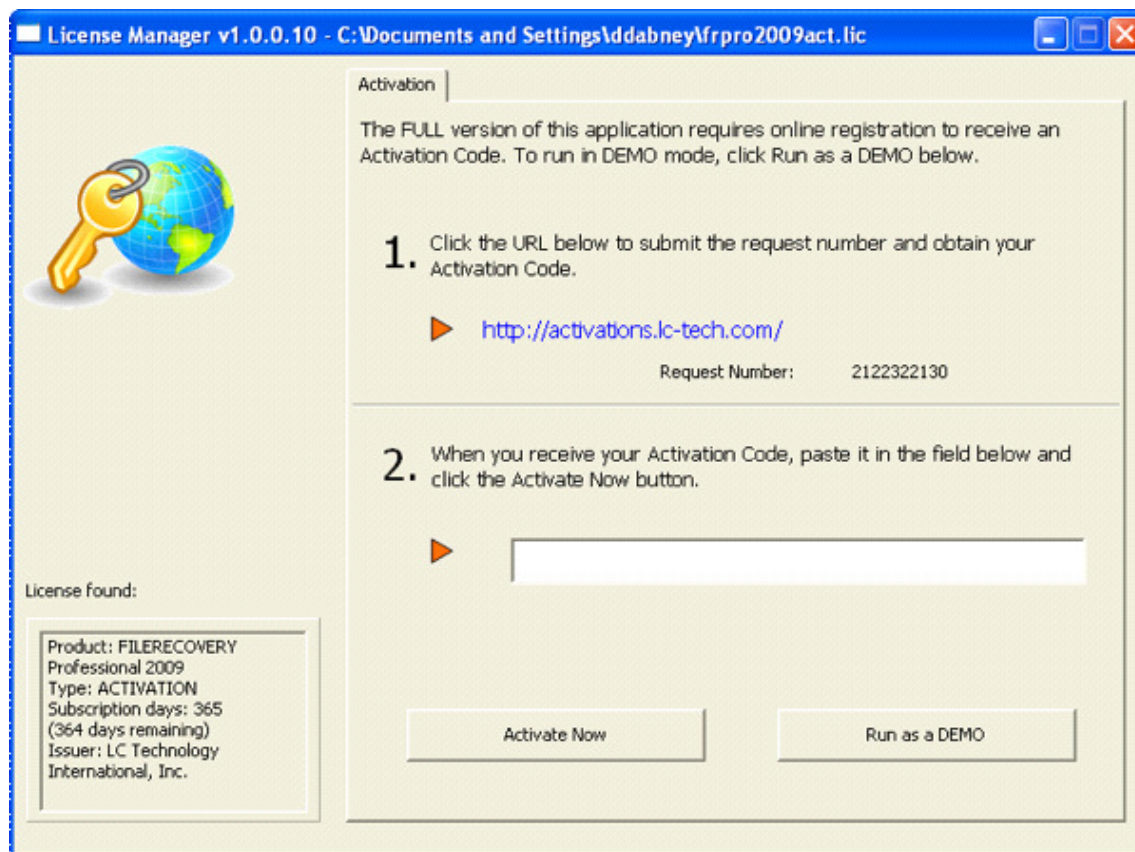 License Manager v1.0.0.10 - C:\Documents and Settings\ddabney\frpro2009act.lic
Activation
The FULL version of this application requires online registration to receive an
Activation Code. To run in DEMO mode, click Run as a DEMO below.
1. Click the URL below to submit the request number and obtain your
Activation Code.
http://activations.lc-tech.com/
Request Number: 2122322130
2. When you receive your Activation Code, paste it in the field below and
click the Activate Now button.
License found:
Product: FILERECOVERY
Professional 2009
Type: ACTIVATION
Subscription days: 365
(364 days remaining)
Issuer: LC Technology
International, Inc.
Activate Now
Run as a DEMO